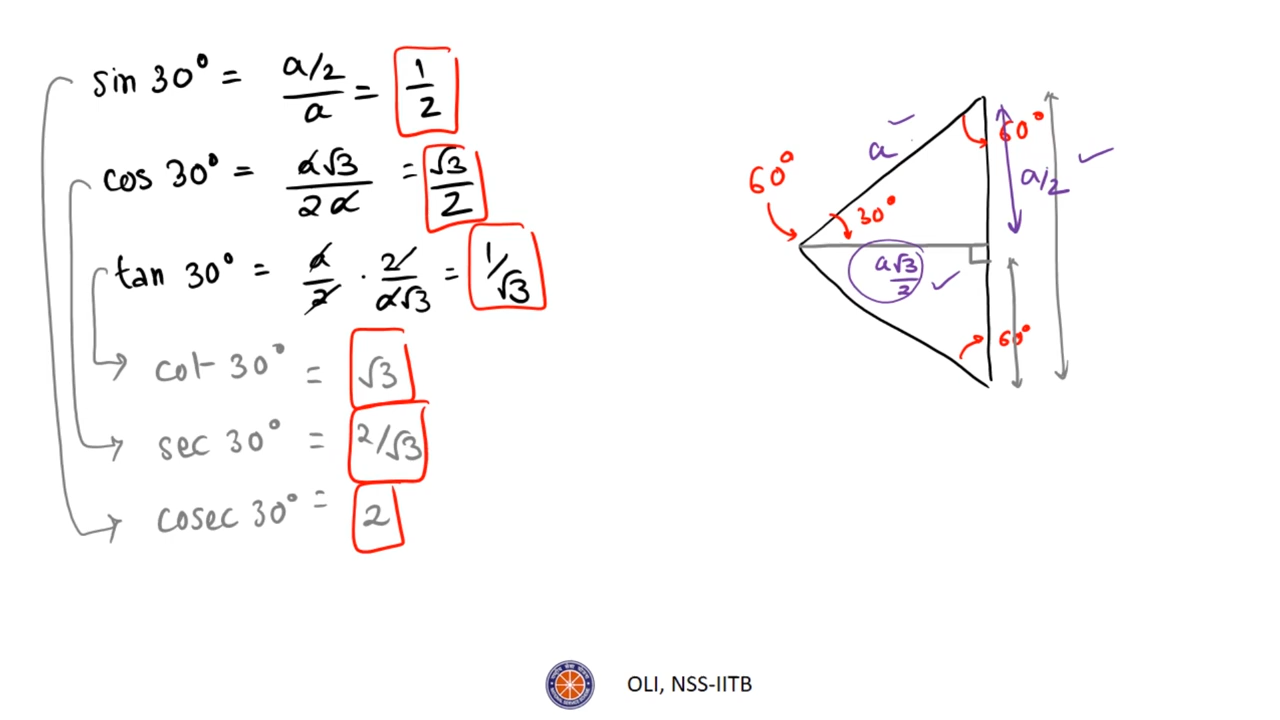 sin 30° = a/2 / a = 1/2
cos 30° = a√3 / 2a = √3/2
tan 30° = a/2 · 2/a√3 = 1/√3
cot 30° = √3
sec 30° = 2/√3
cosec 30° = 2
60°
a
a/2
60°
30°
a√3/2
60°
OLI, NSS-IITB